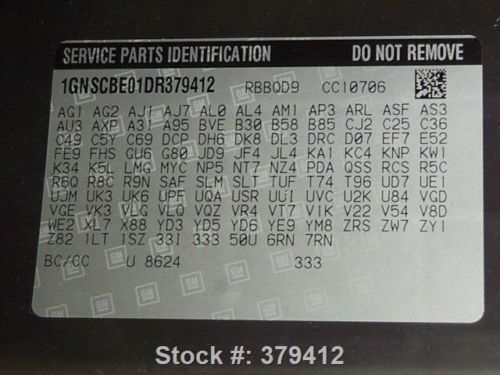 SERVICE PARTS IDENTIFICATION DO NOT REMOVE
1GNSCBE01DR379412 RBBQD9 CC10706
AG1 AG2 AJ1 AJ7 AL0 AL4 AM1 AP3 ARL ASF AS3
AU3 AXP A31 A95 BVE B30 B58 B85 CJ2 C25 C36
C49 C5Y C69 DCP DH6 DK8 DL3 DRC D07 EF7 E52
FE9 FHS GU6 G80 JD9 JF4 JL4 KA1 KC4 KNP KW1
K34 K5L LMG MYC NP5 NT7 NZ4 PDA QSS RCS R5C
R6Q R8C R9N SAF SLM SLT TUF T74 T96 UD7 UE1
UJM UK3 UK6 UPF UQA USR UUI UVC U2K U84 VGD
VGE VK3 VLG VLQ VQZ VR4 VT7 V1K V22 V54 V8D
WE2 XL7 X88 YD3 YD5 YD6 YE9 YM8 ZRS ZW7 ZY1
Z82 1LT 1SZ 33I 333 50U 6RN 7RN
BC/CC U 8624 333
GM
Stock #: 379412